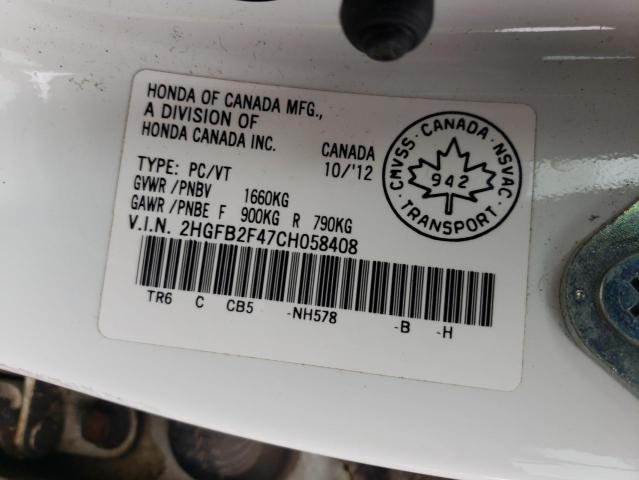 HONDA OF CANADA MFG.,
A DIVISION OF
HONDA CANADA INC. CANADA
TYPE: PC/VT 10/'12
GVWR/PNBV 1660KG
GAWR/PNBE F 900KG R 790KG
V.I.N. 2HGFB2F47CH058408
TR6 C CB5 -NH578 -B -H
CMVSS · CANADA · NSVAC
942
TRANSPORT